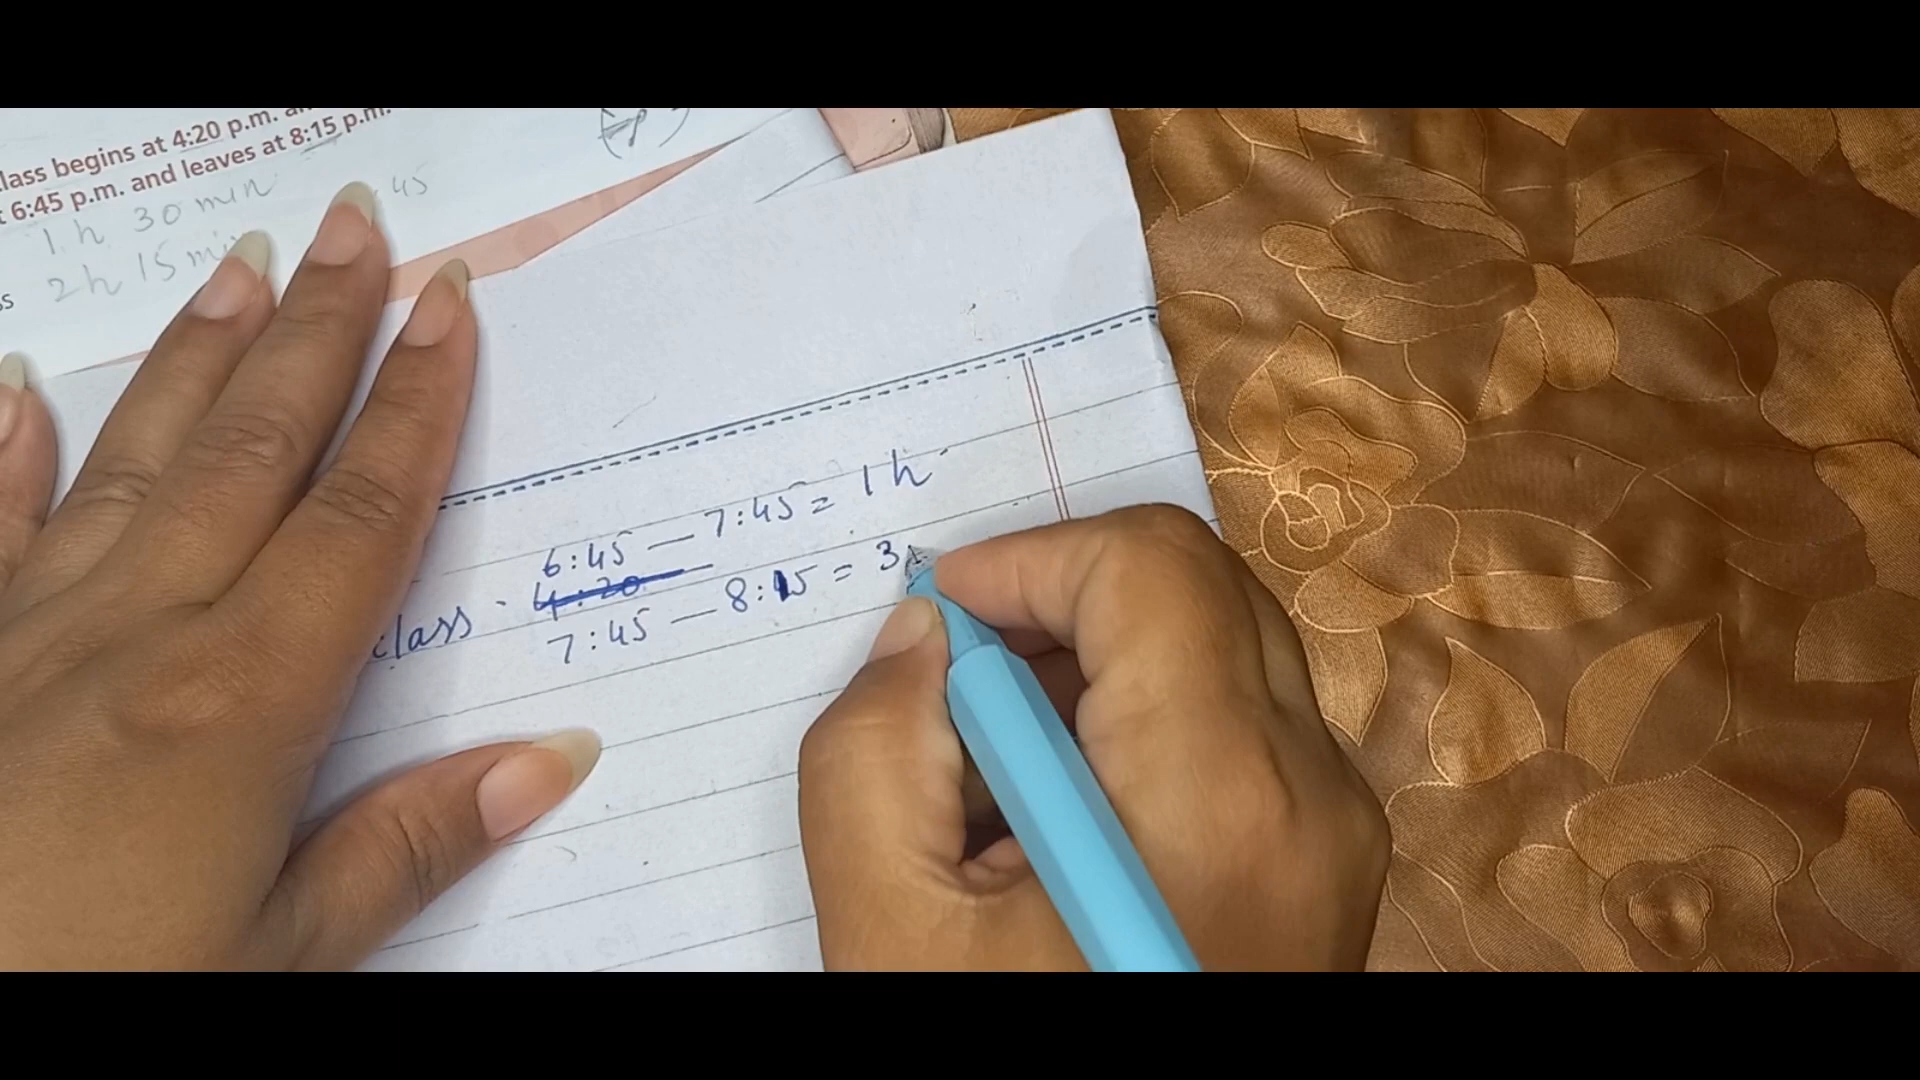 lass begins at 4:20 p.m.
6:45 p.m. and leaves at 8:15 p.m.
1 h 30 min
45
2h 15 min
6:45 — 7:45 = 1 h
class - 4:20 —
7:45 — 8:15 = 3